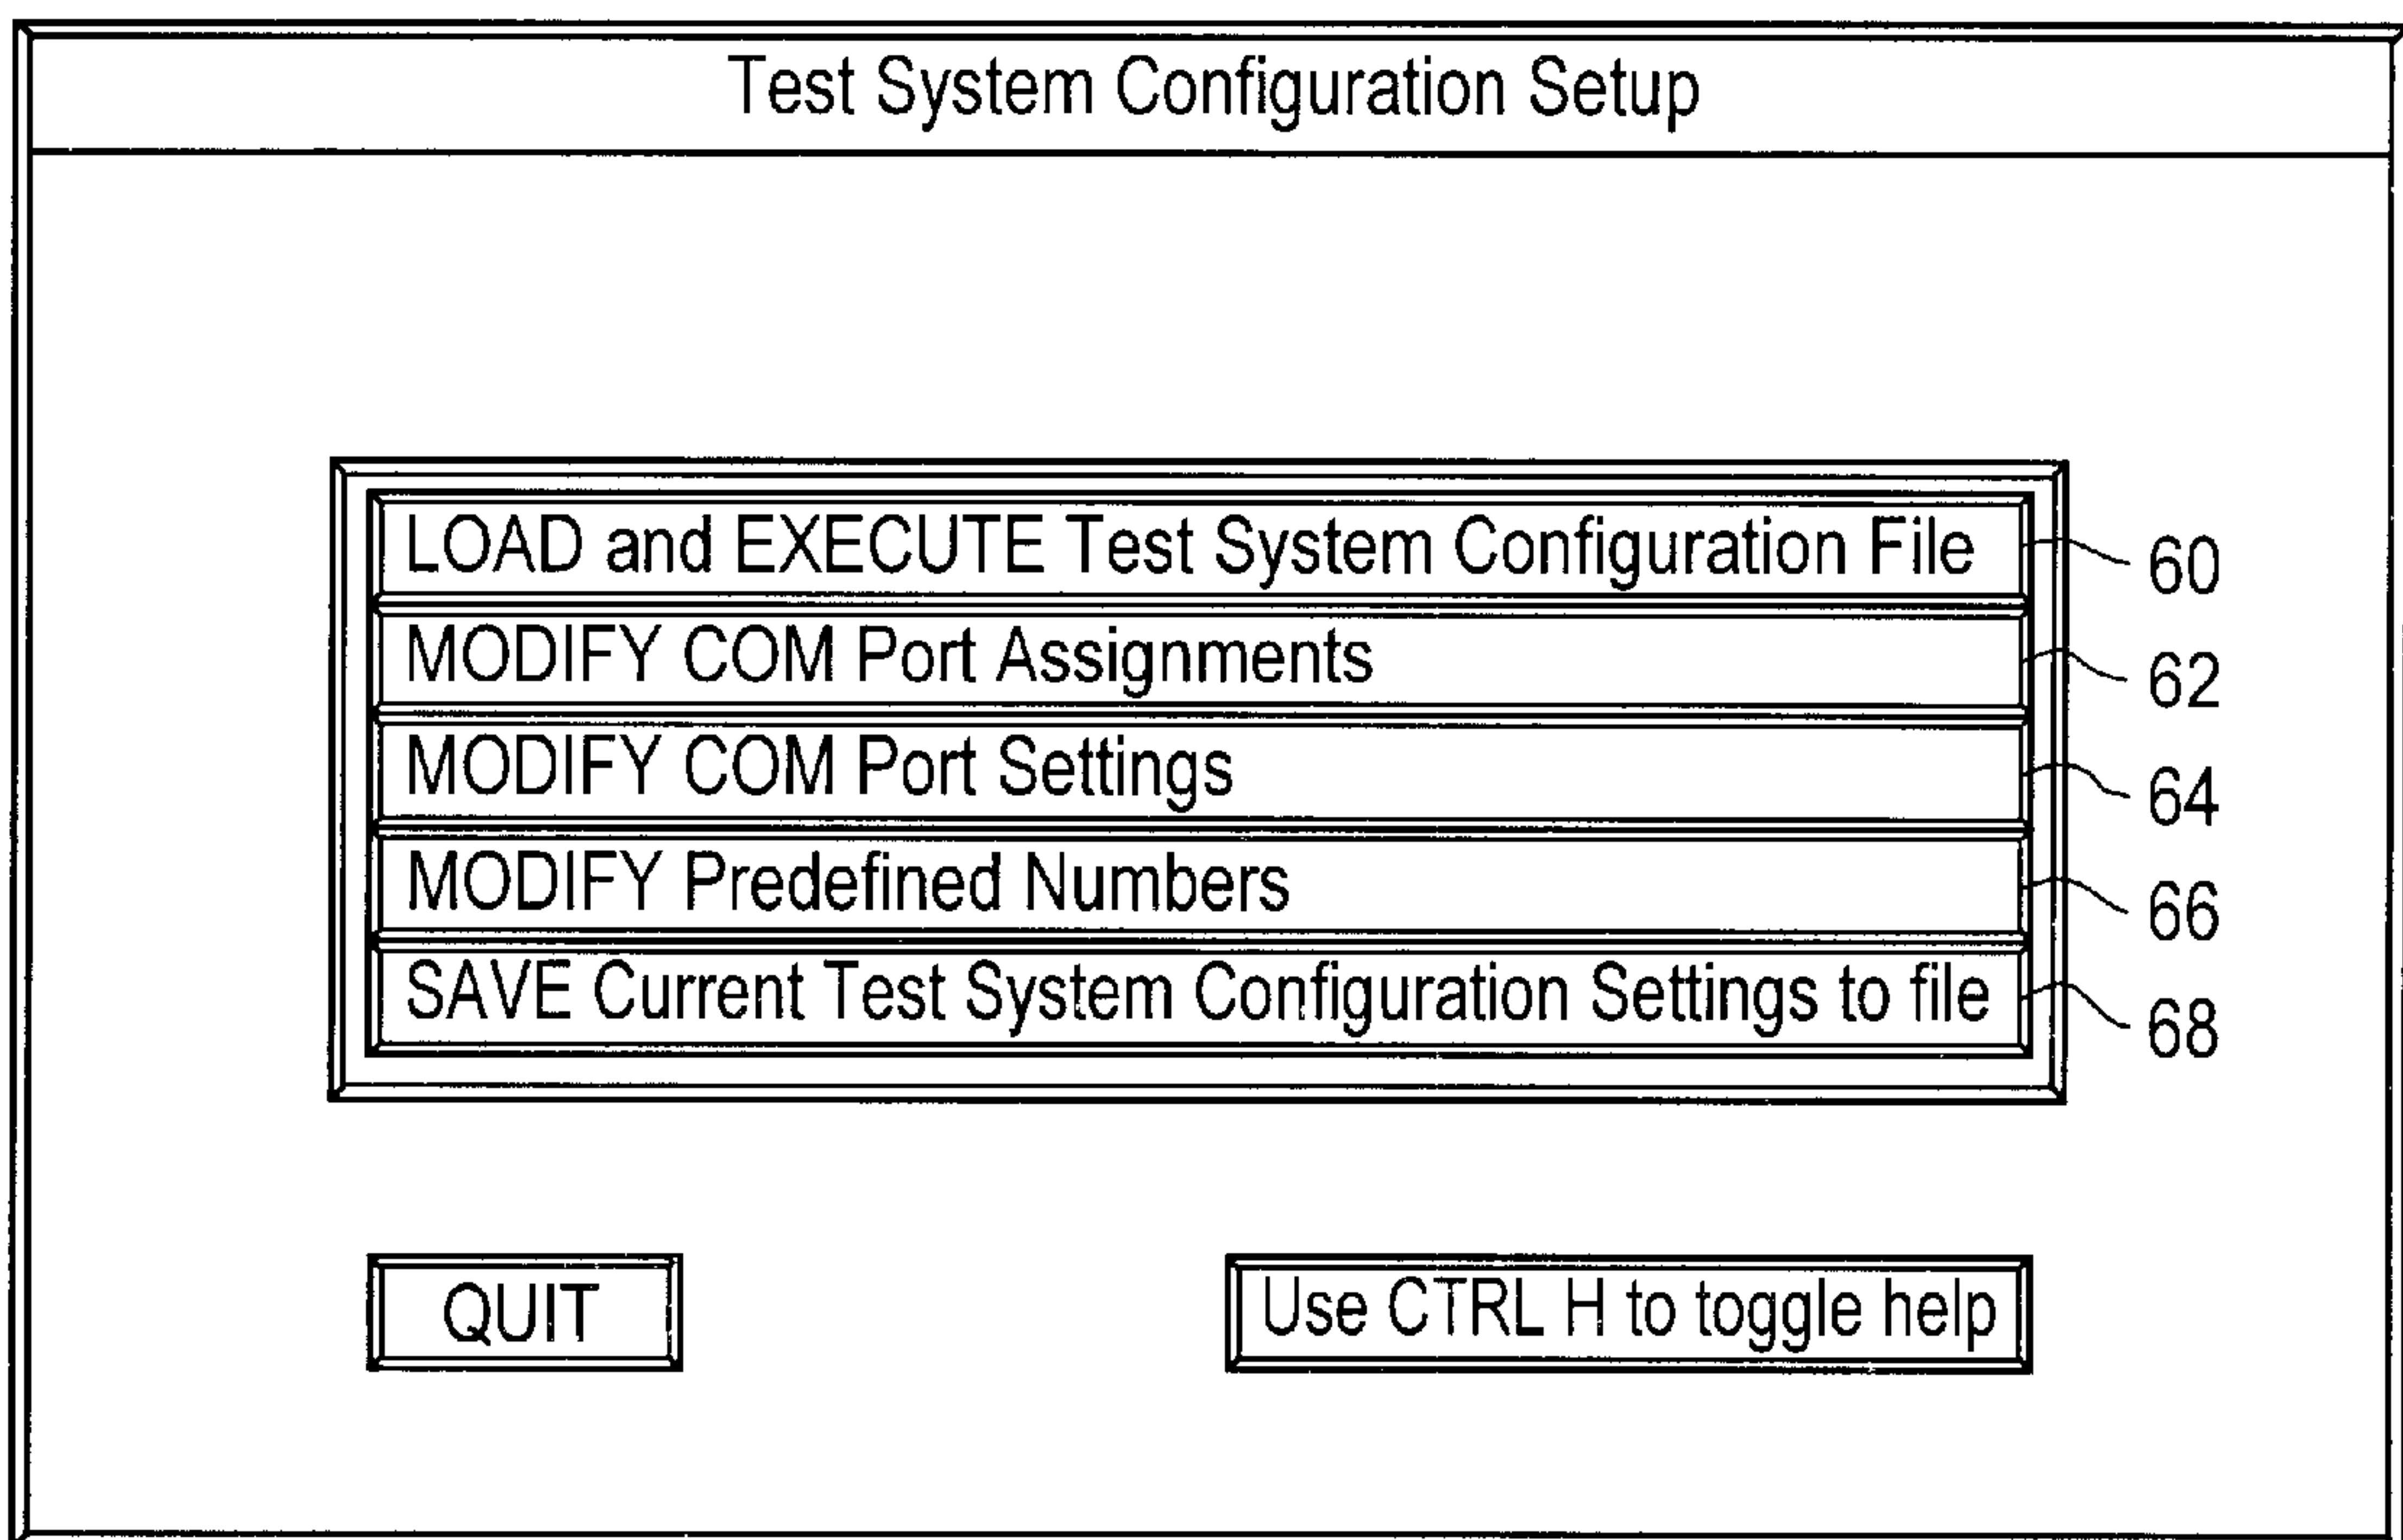 Test System Configuration Setup
LOAD and EXECUTE Test System Configuration File
60
MODIFY COM Port Assignments
62
MODIFY COM Port Settings
64
MODIFY Predefined Numbers
66
SAVE Current Test System Configuration Settings to file
68
QUIT
Use CTRL H to toggle help